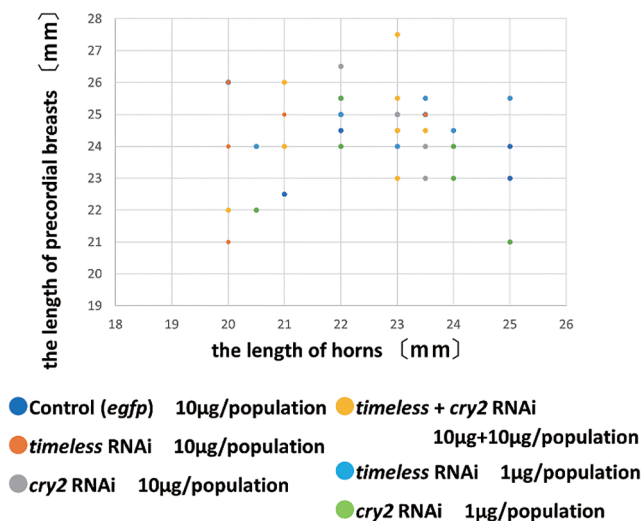 the length of precordial breasts 〔mm〕
28
27
26
25
24
23
22
21
20
19
18 19 20 21 22 23 24 25 26
the length of horns 〔mm〕
Control (egfp) 10μg/population
timeless RNAi 10μg/population
cry2 RNAi 10μg/population
timeless + cry2 RNAi
10μg+10μg/population
timeless RNAi 1μg/population
cry2 RNAi 1μg/population